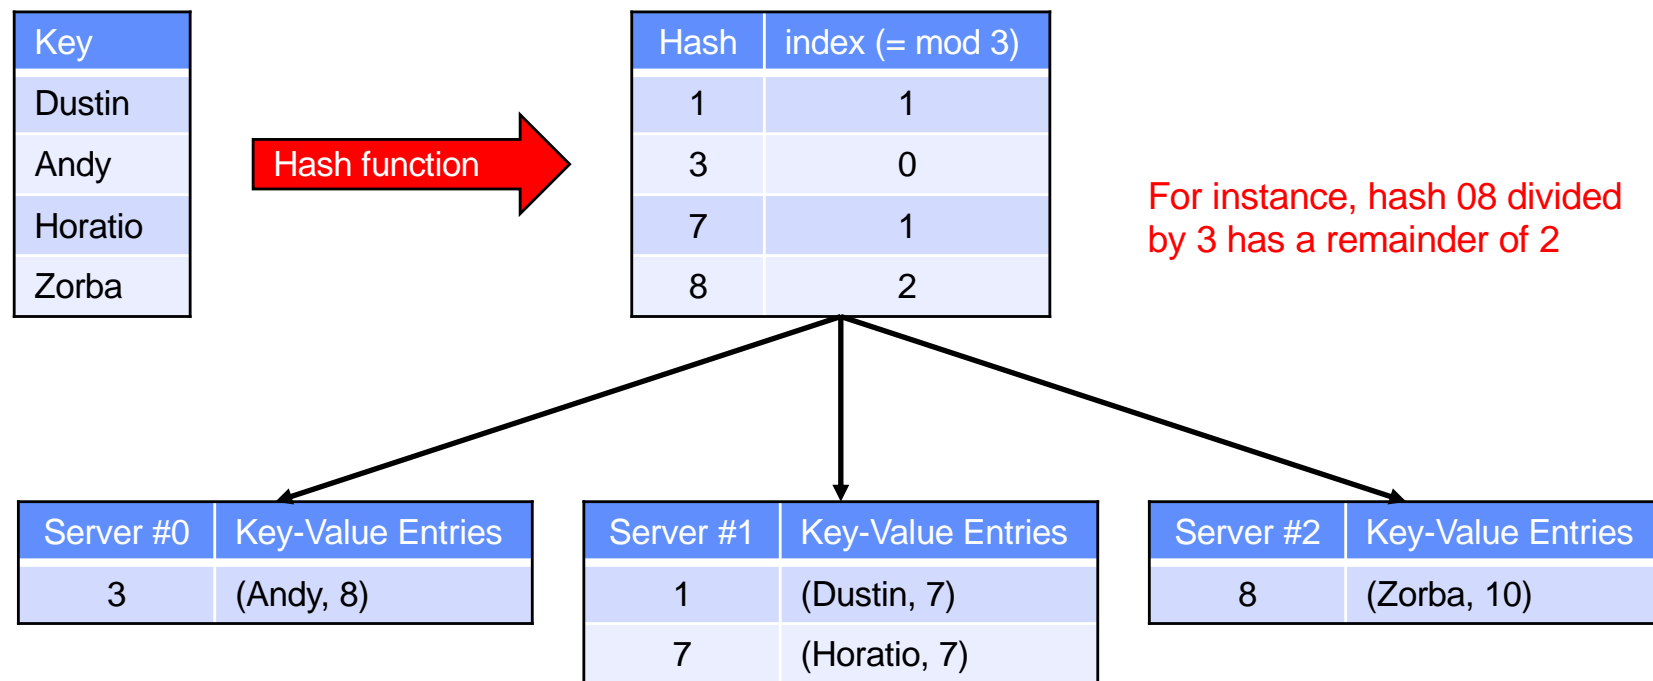 Key
Dustin
Andy
Horatio
Zorba
Hash function
Hash index (= mod 3)
1 1
3 0
7 1
8 2
For instance, hash 08 divided
by 3 has a remainder of 2
Server #0 Key-Value Entries
3 (Andy, 8)
Server #1 Key-Value Entries
1 (Dustin, 7)
7 (Horatio, 7)
Server #2 Key-Value Entries
8 (Zorba, 10)